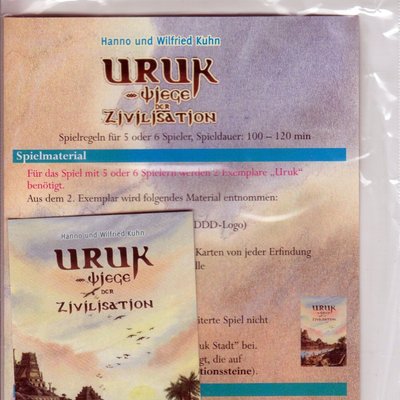 Hanno und Wilfried Kuhn
URUK
Wiege
DER
Zivilisation
Spielregeln für 5 oder 6 Spieler, Spieldauer: 100 – 120 min
Spielmaterial
Für das Spiel mit 5 oder 6 Spielern werden 2 Exemplare „Uruk“
benötigt.
Aus dem 2. Exemplar wird folgendes Material entnommen:
DDD-Logo)
Karten von jeder Erfindung
lle
iterte Spiel nicht
uk Stadt" bei.
gt, die auf
tionssteine).
Hanno und Wilfried Kuhn
URUK
Wiege
DER
Zivilisation